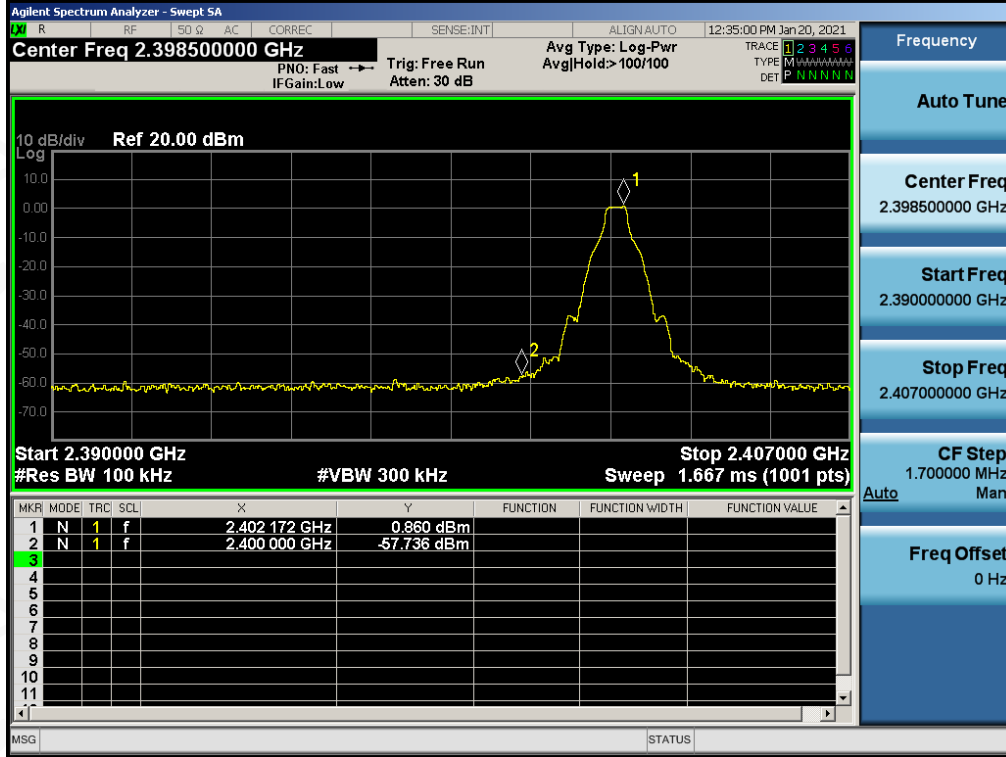 Agilent Spectrum Analyzer - Swept SA
LXI R RF 50 Ω AC CORREC SENSE:INT ALIGN AUTO 12:35:00 PM Jan 20, 2021
Center Freq 2.398500000 GHz
PNO: Fast
IFGain:Low
Trig: Free Run
Atten: 30 dB
Avg Type: Log-Pwr
Avg|Hold:>100/100
TRACE 1 2 3 4 5 6
TYPE M WWWWW
DET P N N N N N
10 dB/div
Log
Ref 20.00 dBm
10.0
0.00
-10.0
-20.0
-30.0
-40.0
-50.0
-60.0
-70.0
1
2
Start 2.390000 GHz
Stop 2.407000 GHz
#Res BW 100 kHz
#VBW 300 kHz
Sweep 1.667 ms (1001 pts)
MKR MODE TRC SCL X Y FUNCTION FUNCTION WIDTH FUNCTION VALUE
1 N 1 f 2.402 172 GHz 0.860 dBm
2 N 1 f 2.400 000 GHz -57.736 dBm
3
4
5
6
7
8
9
10
11
MSG
STATUS
Frequency
Auto Tune
Center Freq
2.398500000 GHz
Start Freq
2.390000000 GHz
Stop Freq
2.407000000 GHz
CF Step
1.700000 MHz
Auto Man
Freq Offset
0 Hz